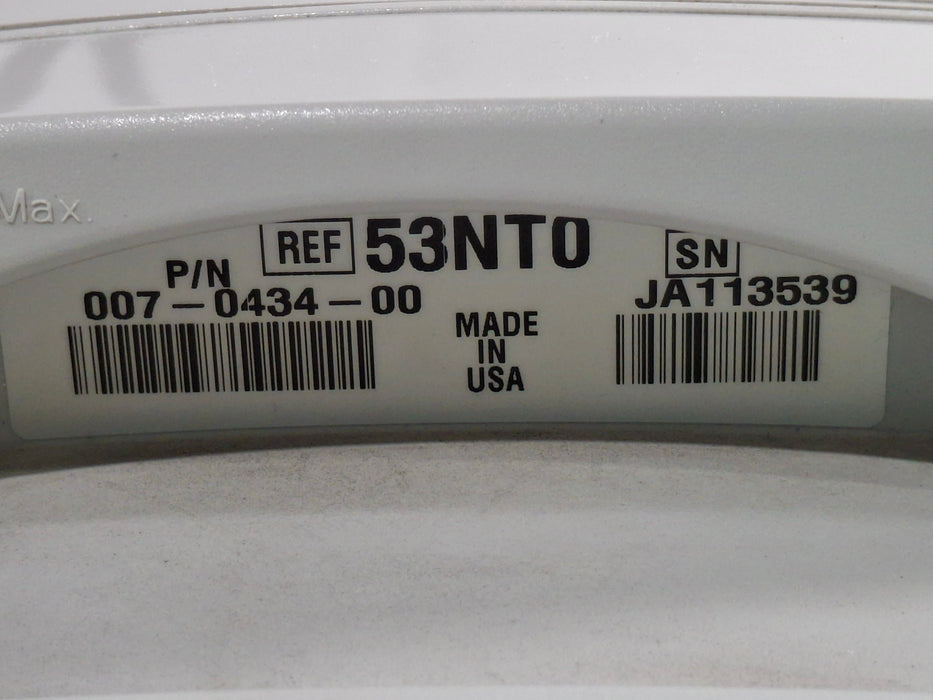 Max.
REF 53NT0
SN
P/N
007-0434-00
JA113539
MADE
IN
USA